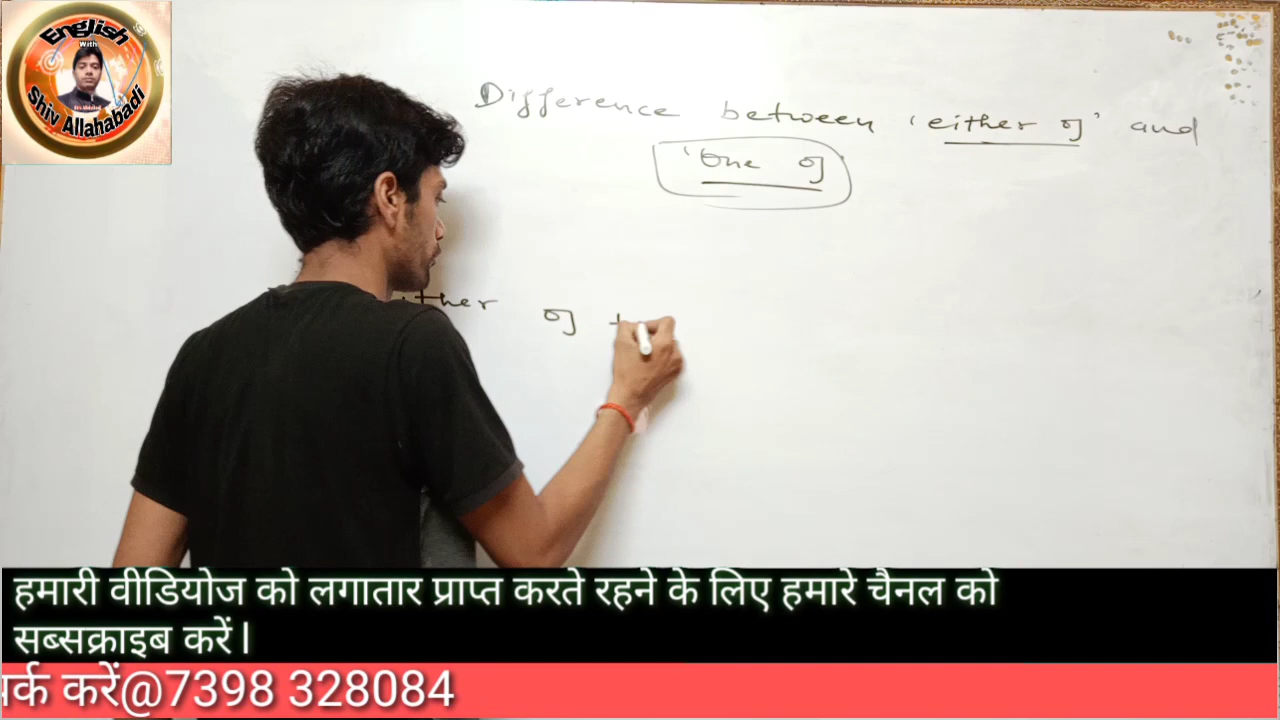 English
With
Shiv Allahabadi
Difference between 'either of' and
'One of
ither of t
हमारी वीडियोज को लगातार प्राप्त करते रहने के लिए हमारे चैनल को
सब्सक्राइब करें।
र्क करें@7398 328084